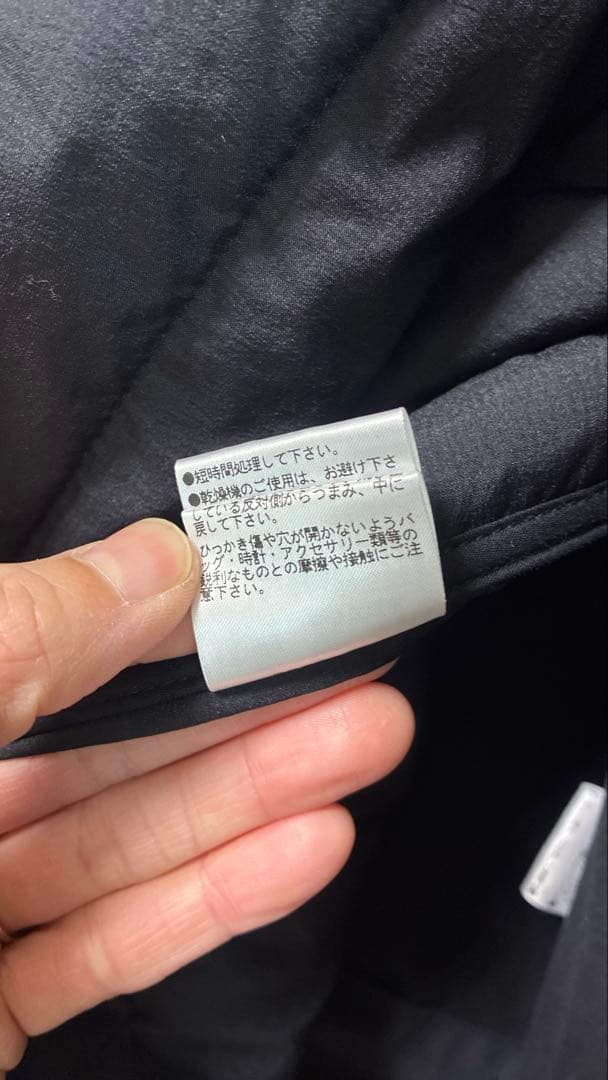 ●短時間処理して下さい。
●乾燥機のご使用は、お避け下さ
している反対側からつまみ、中に
戻して下さい。
ひっかき傷や穴が開かないようバ
ッグ・時計・アクセサリー類等の
鋭利なものとの摩擦や接触にご注
意下さい。